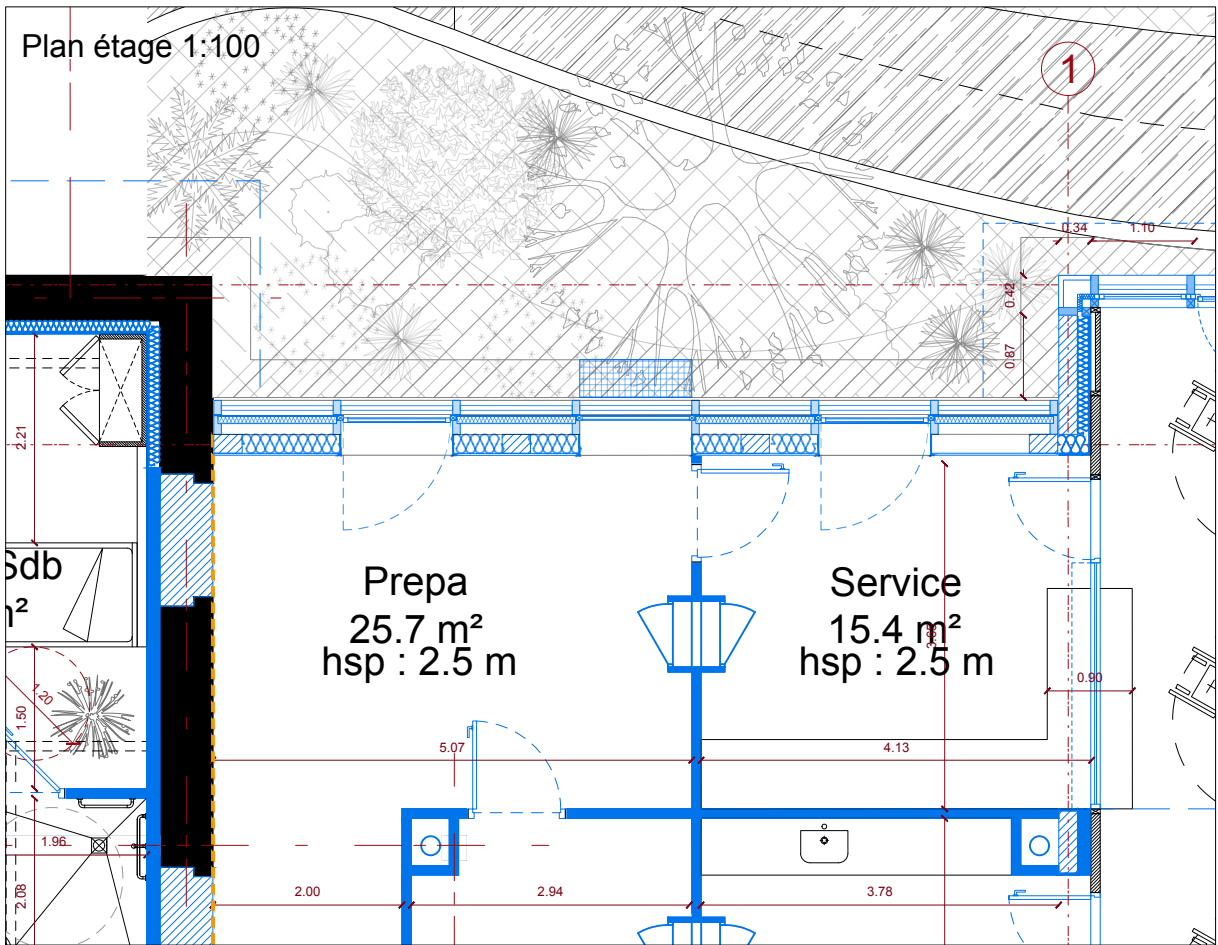 Plan étage 1:100
1
0.34
1.10
0.42
0.87
2.21
Sdb
m²
Prepa
25.7 m²
hsp : 2.5 m
Service
15.4 m²
hsp : 2.5 m
0.90
1.20
1.50
5.07
4.13
1.96
2.08
2.00
2.94
3.78